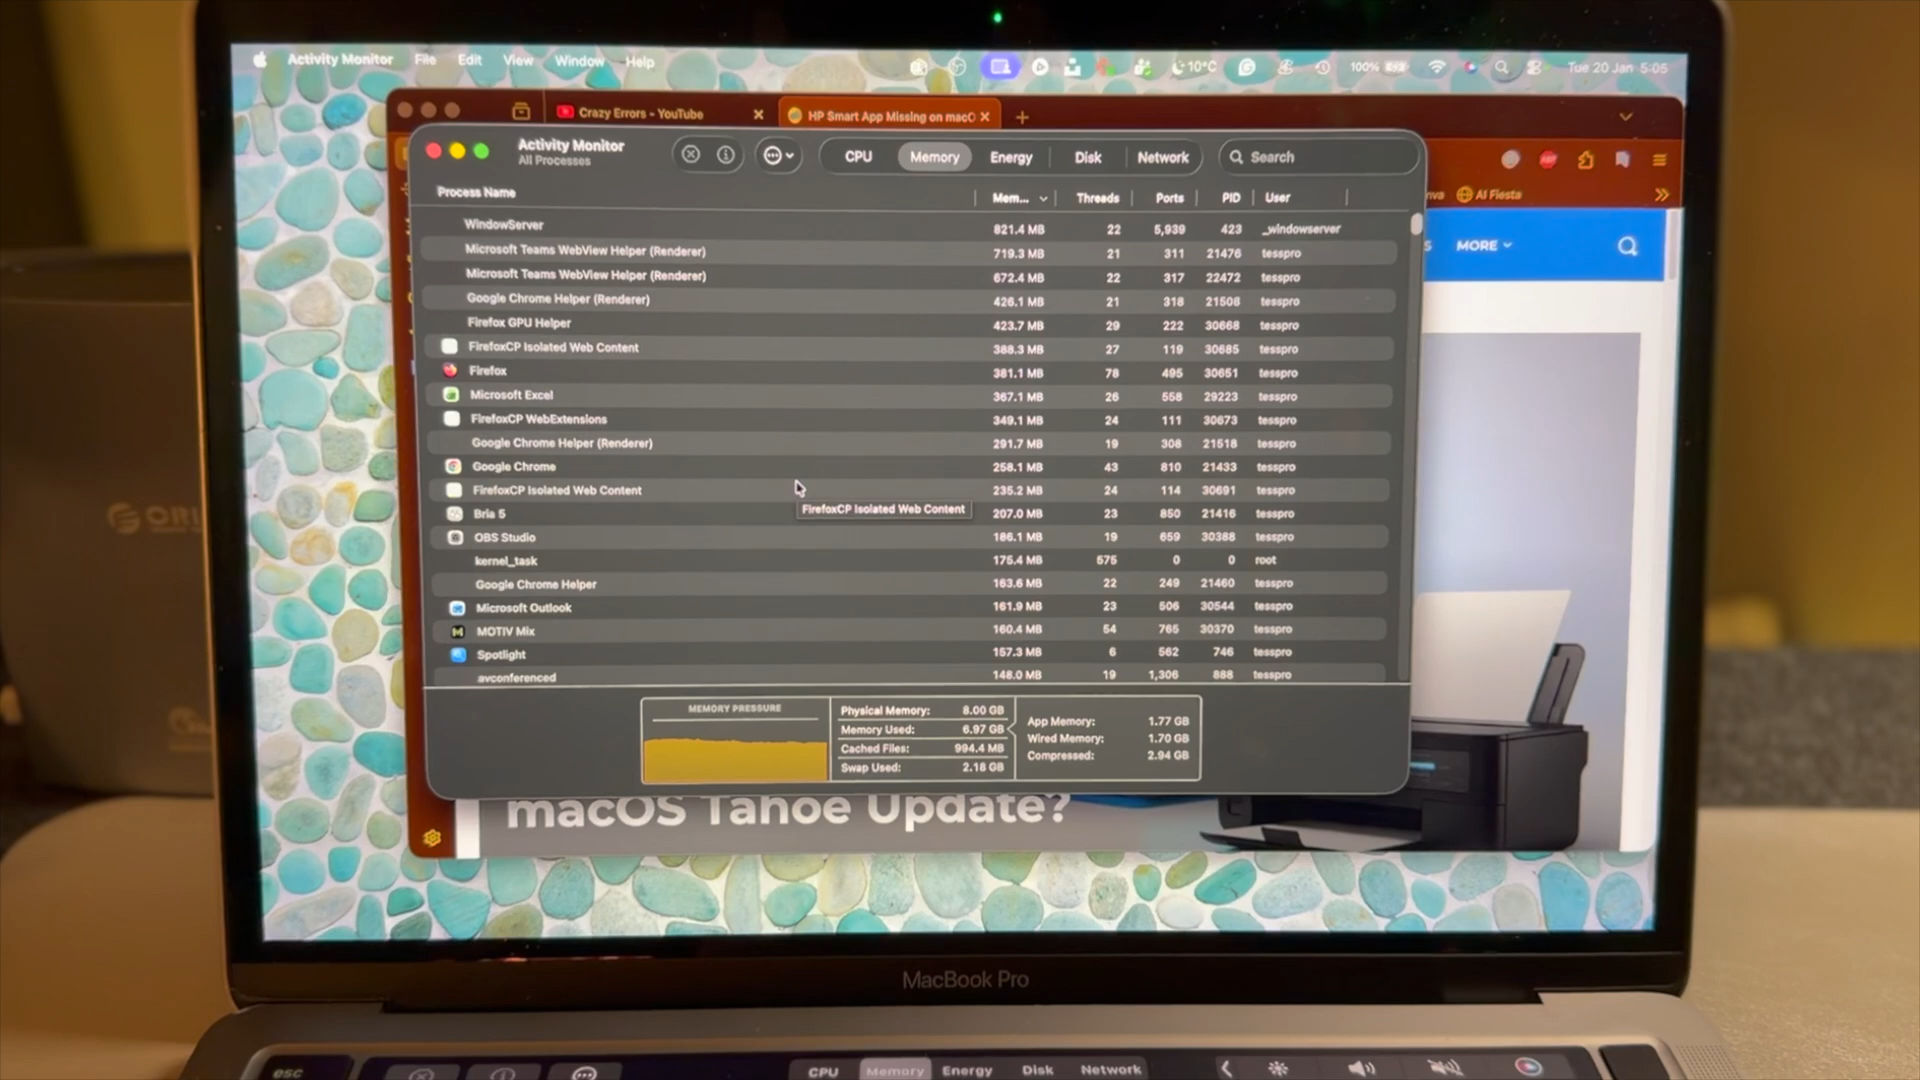 Activity Monitor File Edit View Window Help 10°C 100% Tue 20 Jan 5:05
Crazy Errors - YouTube HP Smart App Missing on macO
Activity Monitor
All Processes
CPU Memory Energy Disk Network Search
Process Name Mem... Threads Ports PID User
WindowServer 821.4 MB 22 5,939 423 _windowserver
Microsoft Teams WebView Helper (Renderer) 719.3 MB 21 311 21476 tesspro
Microsoft Teams WebView Helper (Renderer) 672.4 MB 22 317 22472 tesspro
Google Chrome Helper (Renderer) 426.1 MB 21 318 21508 tesspro
Firefox GPU Helper 423.7 MB 29 222 30668 tesspro
FirefoxCP Isolated Web Content 388.3 MB 27 119 30685 tesspro
Firefox 381.1 MB 78 495 30651 tesspro
Microsoft Excel 367.1 MB 26 558 29223 tesspro
FirefoxCP WebExtensions 349.1 MB 24 111 30673 tesspro
Google Chrome Helper (Renderer) 291.7 MB 19 308 21518 tesspro
Google Chrome 258.1 MB 43 810 21433 tesspro
FirefoxCP Isolated Web Content 235.2 MB 24 114 30691 tesspro
FirefoxCP Isolated Web Content
Bria 5 207.0 MB 23 850 21416 tesspro
OBS Studio 186.1 MB 19 659 30388 tesspro
kernel_task 175.4 MB 575 0 0 root
Google Chrome Helper 163.6 MB 22 249 21460 tesspro
Microsoft Outlook 161.9 MB 23 506 30544 tesspro
MOTIV Mix 160.4 MB 54 765 30370 tesspro
Spotlight 157.3 MB 6 562 746 tesspro
avconferenced 148.0 MB 19 1,306 888 tesspro
MEMORY PRESSURE
Physical Memory: 8.00 GB
Memory Used: 6.97 GB
Cached Files: 994.4 MB
Swap Used: 2.18 GB
App Memory: 1.77 GB
Wired Memory: 1.70 GB
Compressed: 2.94 GB
nva AI Fiesta
S MORE
macOS Tahoe Update?
ORI
MacBook Pro
esc CPU Memory Energy Disk Network